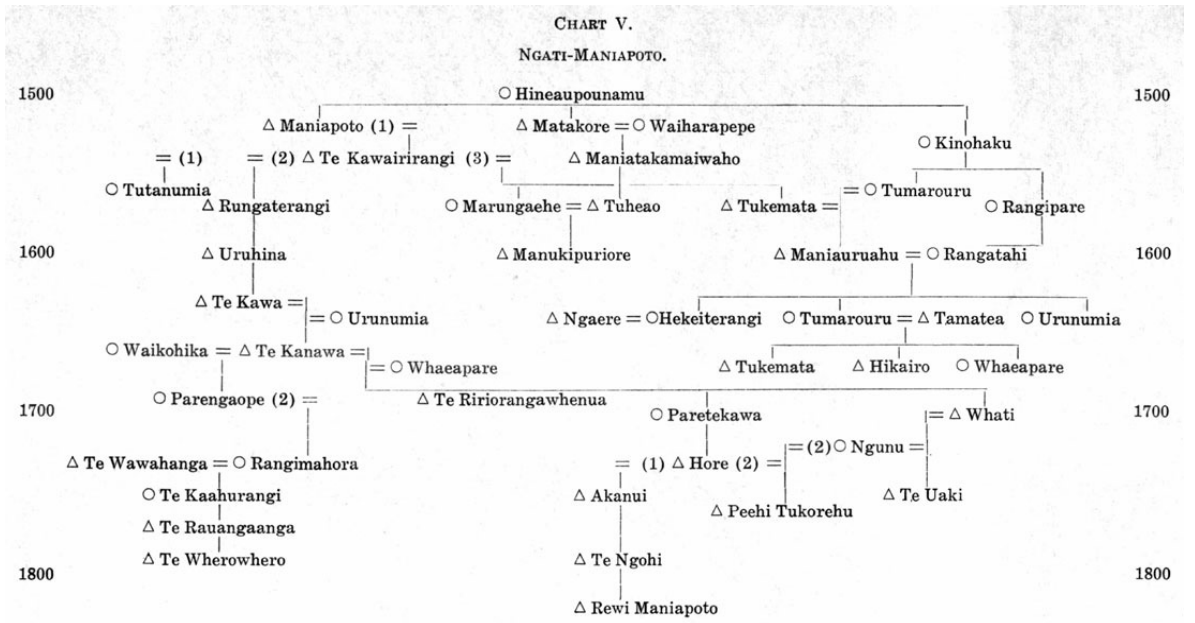 CHART V.
NGATI-MANIAPOTO.
1500 ○ Hineaupounamu 1500
△ Maniapoto (1) = △ Matakore = ○ Waiharapepe
○ Kinohaku
= (1) = (2) △ Te Kawairirangi (3) = △ Maniatakamaiwaho
○ Tutanumia = ○ Tumarouru
△ Rungaterangi ○ Marungaehe = △ Tuheao △ Tukemata = ○ Rangipare
1600 △ Uruhina △ Manukipuriore △ Maniauruahu = ○ Rangatahi 1600
△ Te Kawa =
= ○ Urunumia △ Ngaere = ○ Hekeiterangi ○ Tumarouru = △ Tamatea ○ Urunumia
○ Waikohika = △ Te Kanawa =
= ○ Whaeapare △ Tukemata △ Hikairo ○ Whaeapare
○ Parengaope (2) = △ Te Ririorangawhenua
1700 ○ Paretekawa = △ Whati 1700
= (2) ○ Ngunu =
△ Te Wawahanga = ○ Rangimahora = (1) △ Hore (2) =
○ Te Kaahurangi △ Akanui △ Te Uaki
△ Peehi Tukorehu
△ Te Rauangaanga
△ Te Wherowhero △ Te Ngohi
1800 1800
△ Rewi Maniapoto